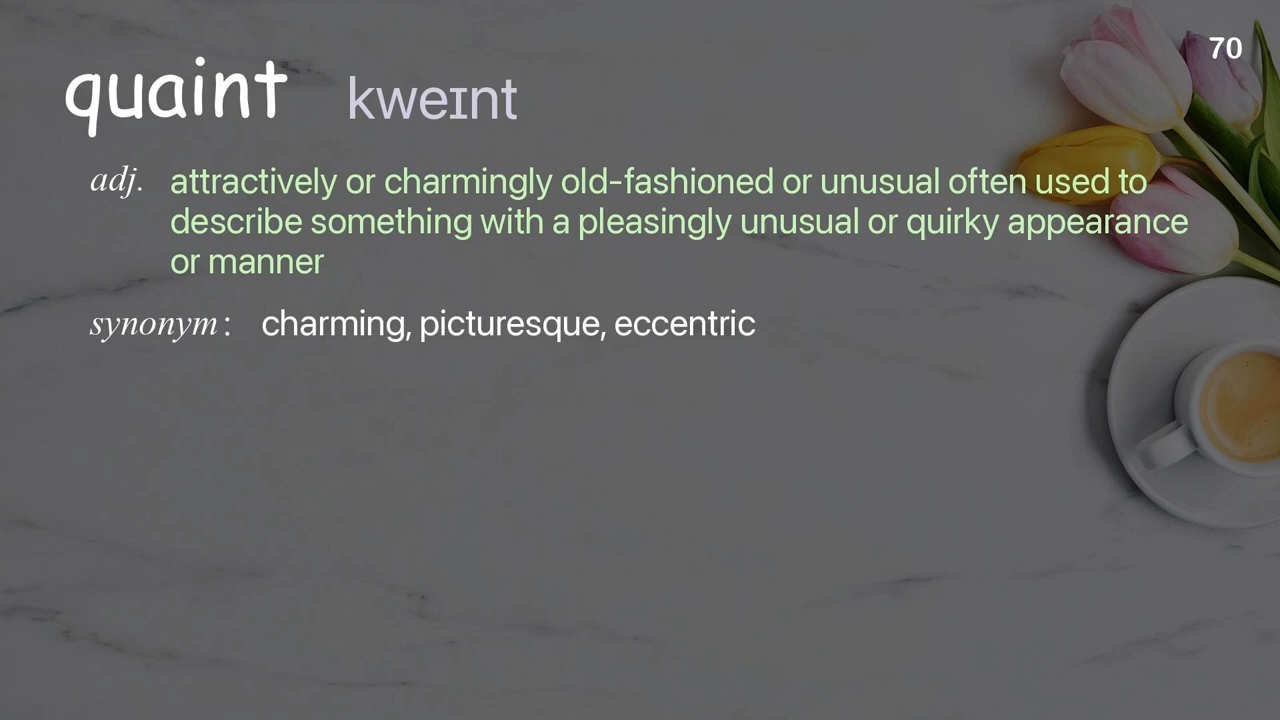 70
quaint kweɪnt
adj. attractively or charmingly old-fashioned or unusual often used to
describe something with a pleasingly unusual or quirky appearance
or manner
synonym: charming, picturesque, eccentric